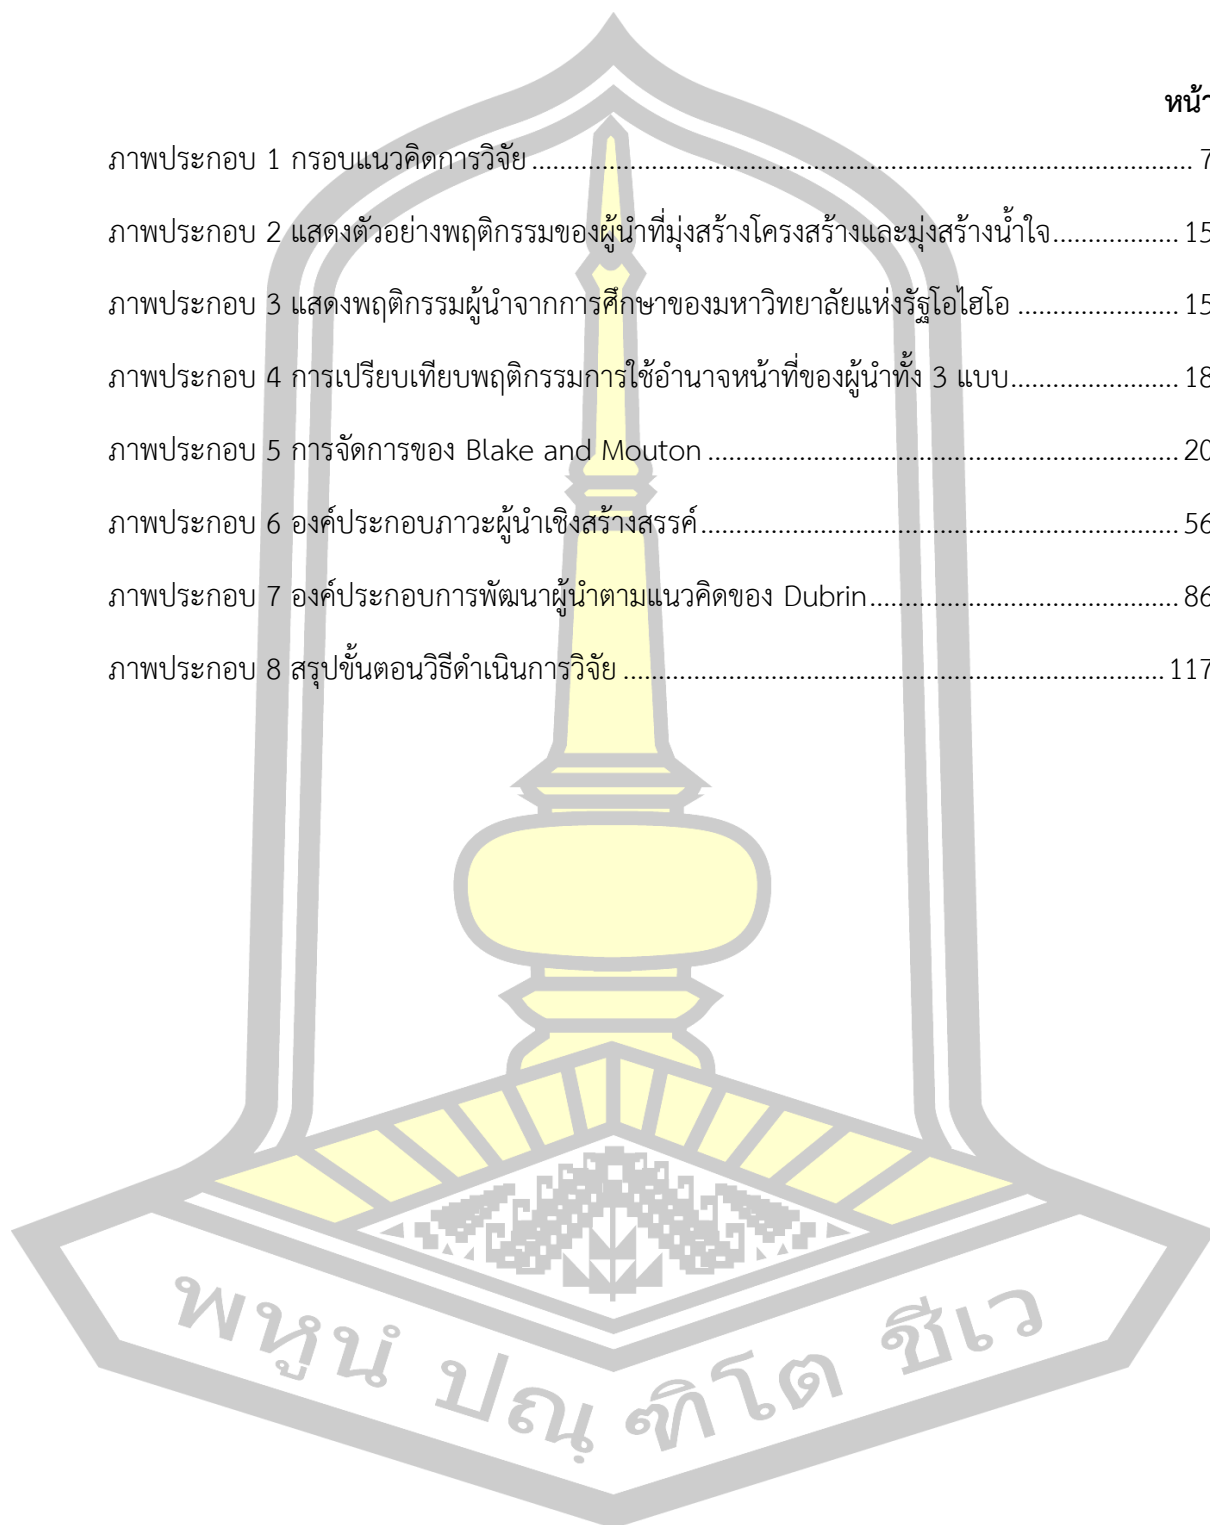 หน้า
ภาพประกอบ 1 กรอบแนวคิดการวิจัย ................................................................................................ 7
ภาพประกอบ 2 แสดงตัวอย่างพฤติกรรมของผู้นำที่มุ่งสร้างโครงสร้างและมุ่งสร้างน้ำใจ.................. 15
ภาพประกอบ 3 แสดงพฤติกรรมผู้นำจากการศึกษาของมหาวิทยาลัยแห่งรัฐโอไฮโอ ....................... 15
ภาพประกอบ 4 การเปรียบเทียบพฤติกรรมการใช้อำนาจหน้าที่ของผู้นำทั้ง 3 แบบ........................ 18
ภาพประกอบ 5 การจัดการของ Blake and Mouton .................................................................... 20
ภาพประกอบ 6 องค์ประกอบภาวะผู้นำเชิงสร้างสรรค์..................................................................... 56
ภาพประกอบ 7 องค์ประกอบการพัฒนาผู้นำตามแนวคิดของ Dubrin............................................. 86
ภาพประกอบ 8 สรุปขั้นตอนวิธีดำเนินการวิจัย .............................................................................. 117
พหูนํ ปณฺฑิโต ชีเว